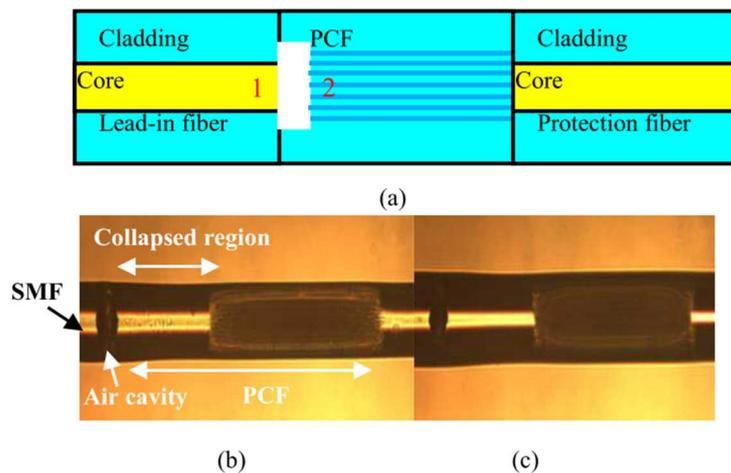 Cladding PCF Cladding
Core 1 2 Core
Lead-in fiber Protection fiber
(a)
Collapsed region
SMF
Air cavity PCF
(b) (c)